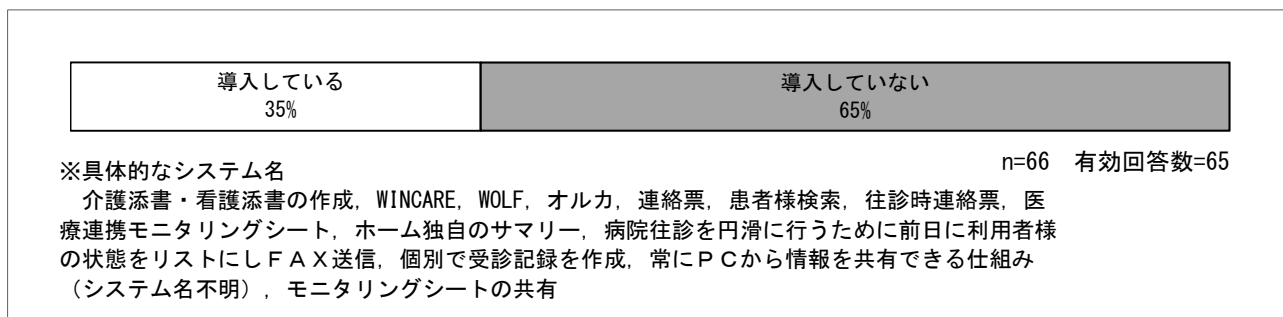 導入している
35%
導入していない
65%
n=66　有効回答数=65
※具体的なシステム名
　介護添書・看護添書の作成，WINCARE，WOLF，オルカ，連絡票，患者様検索，往診時連絡票，医
療連携モニタリングシート，ホーム独自のサマリー，病院往診を円滑に行うために前日に利用者様
の状態をリストにしＦＡＸ送信，個別で受診記録を作成，常にＰＣから情報を共有できる仕組み
（システム名不明），モニタリングシートの共有